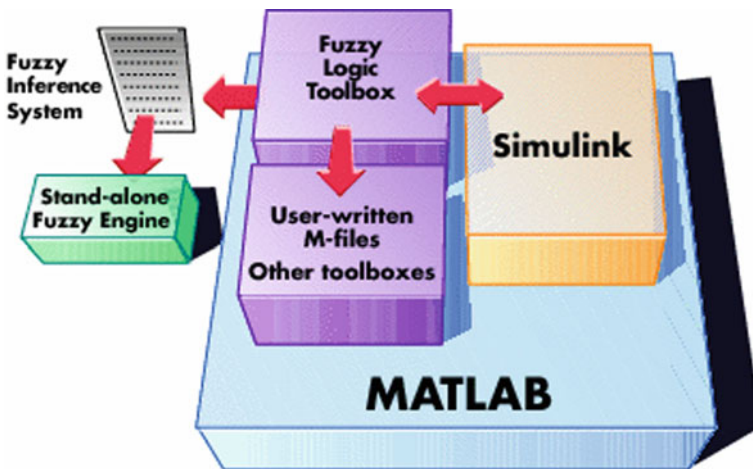 Fuzzy
Inference
System
Fuzzy
Logic
Toolbox
Simulink
Stand-alone
Fuzzy Engine
User-written
M-files
Other toolboxes
MATLAB